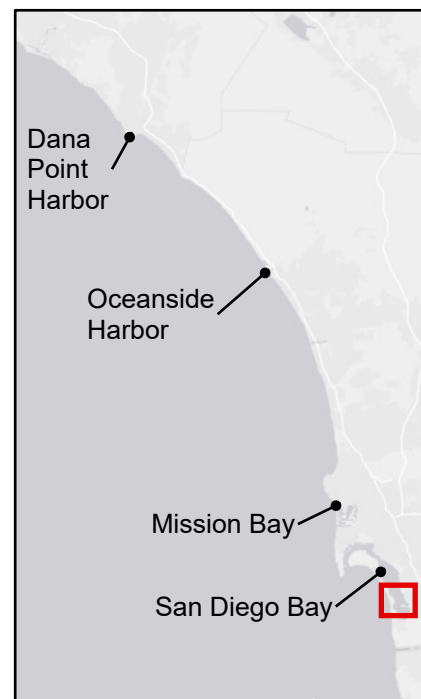 Dana
Point
Harbor
Oceanside
Harbor
Mission Bay
San Diego Bay